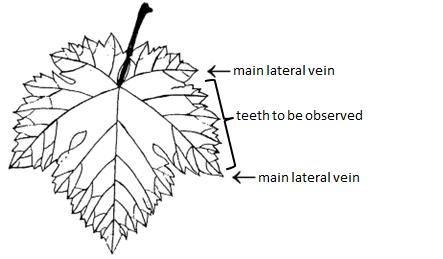 main lateral vein
teeth to be observed
main lateral vein